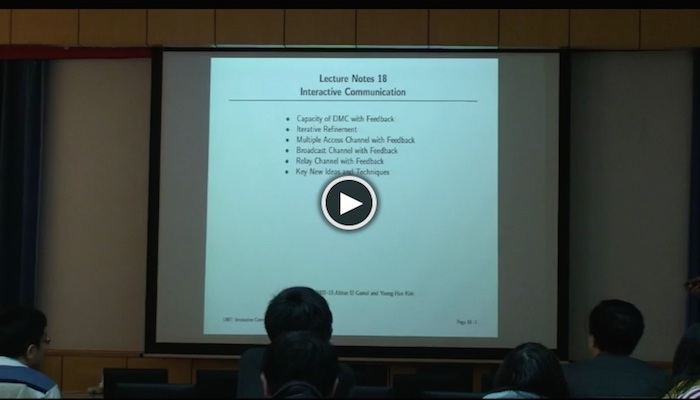 Lecture Notes 18
Interactive Communication
• Capacity of DMC with Feedback
• Iterative Refinement
• Multiple Access Channel with Feedback
• Broadcast Channel with Feedback
• Relay Channel with Feedback
• Key New Ideas and Techniques
Abbas El Gamal and Young-Han Kim
Interactive
Page 18-1